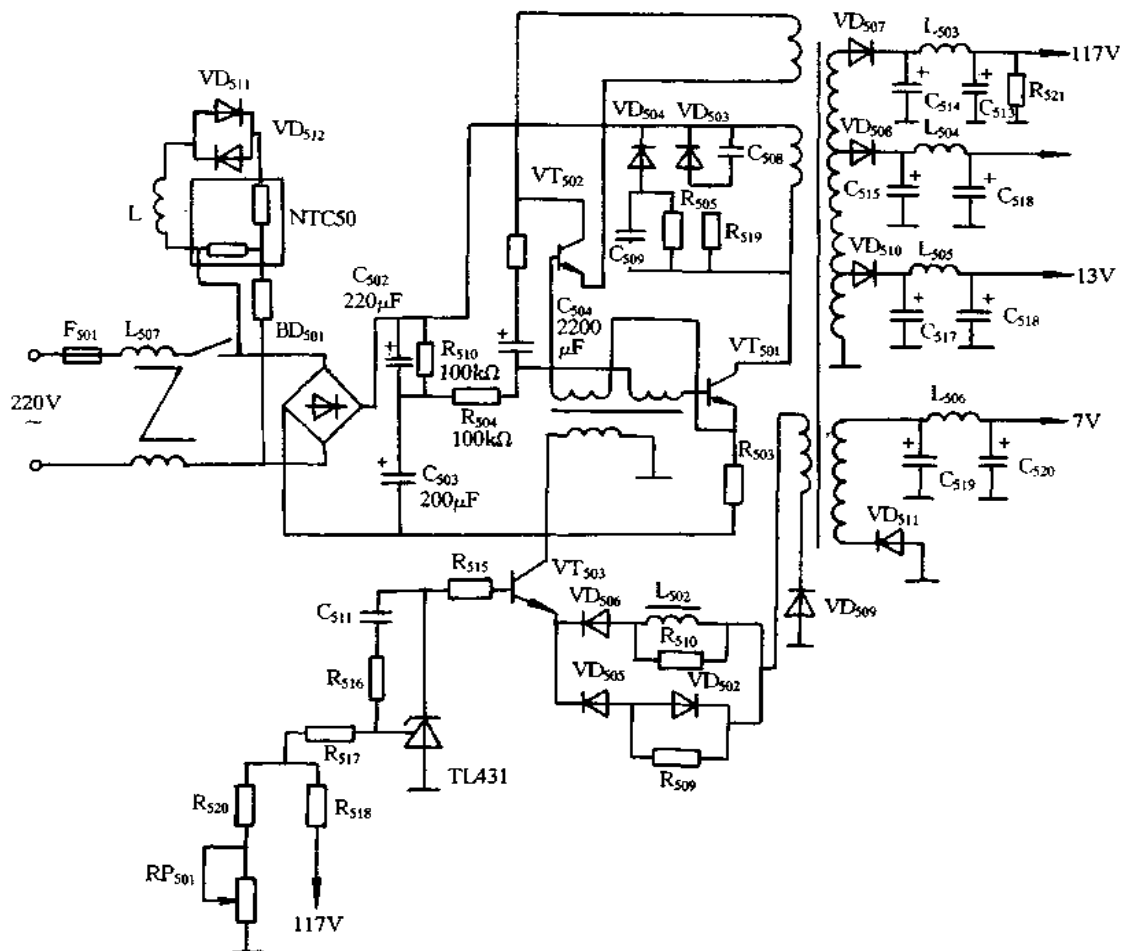 VD507
L503
117V
VD511
C514
C513
R521
VD512
VD504
VD503
VD508
L504
C508
VT502
L
NTC50
R505
C515
C518
R519
C509
VD510
L505
13V
C502
220μF
C504
2200
μF
C517
C518
F501
L507
BD501
R510
100kΩ
VT501
220V
~
R504
100kΩ
L506
7V
C503
200μF
R503
C519
C520
VD511
R515
VT503
VD506
L502
VD509
C511
R510
R516
VD505
VD502
R517
TL431
R509
R520
R518
RP501
117V